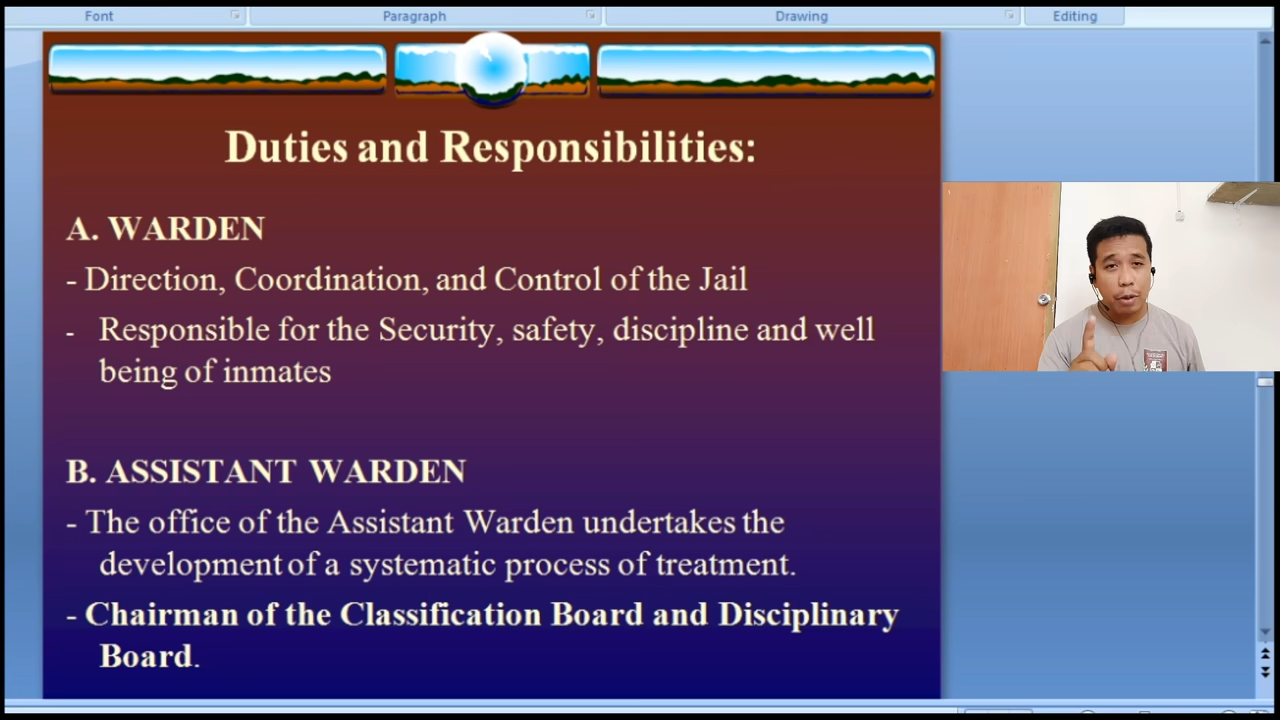 Font Paragraph Drawing Editing
Duties and Responsibilities:
A. WARDEN
- Direction, Coordination, and Control of the Jail
- Responsible for the Security, safety, discipline and well
being of inmates
B. ASSISTANT WARDEN
- The office of the Assistant Warden undertakes the
development of a systematic process of treatment.
- Chairman of the Classification Board and Disciplinary
Board.